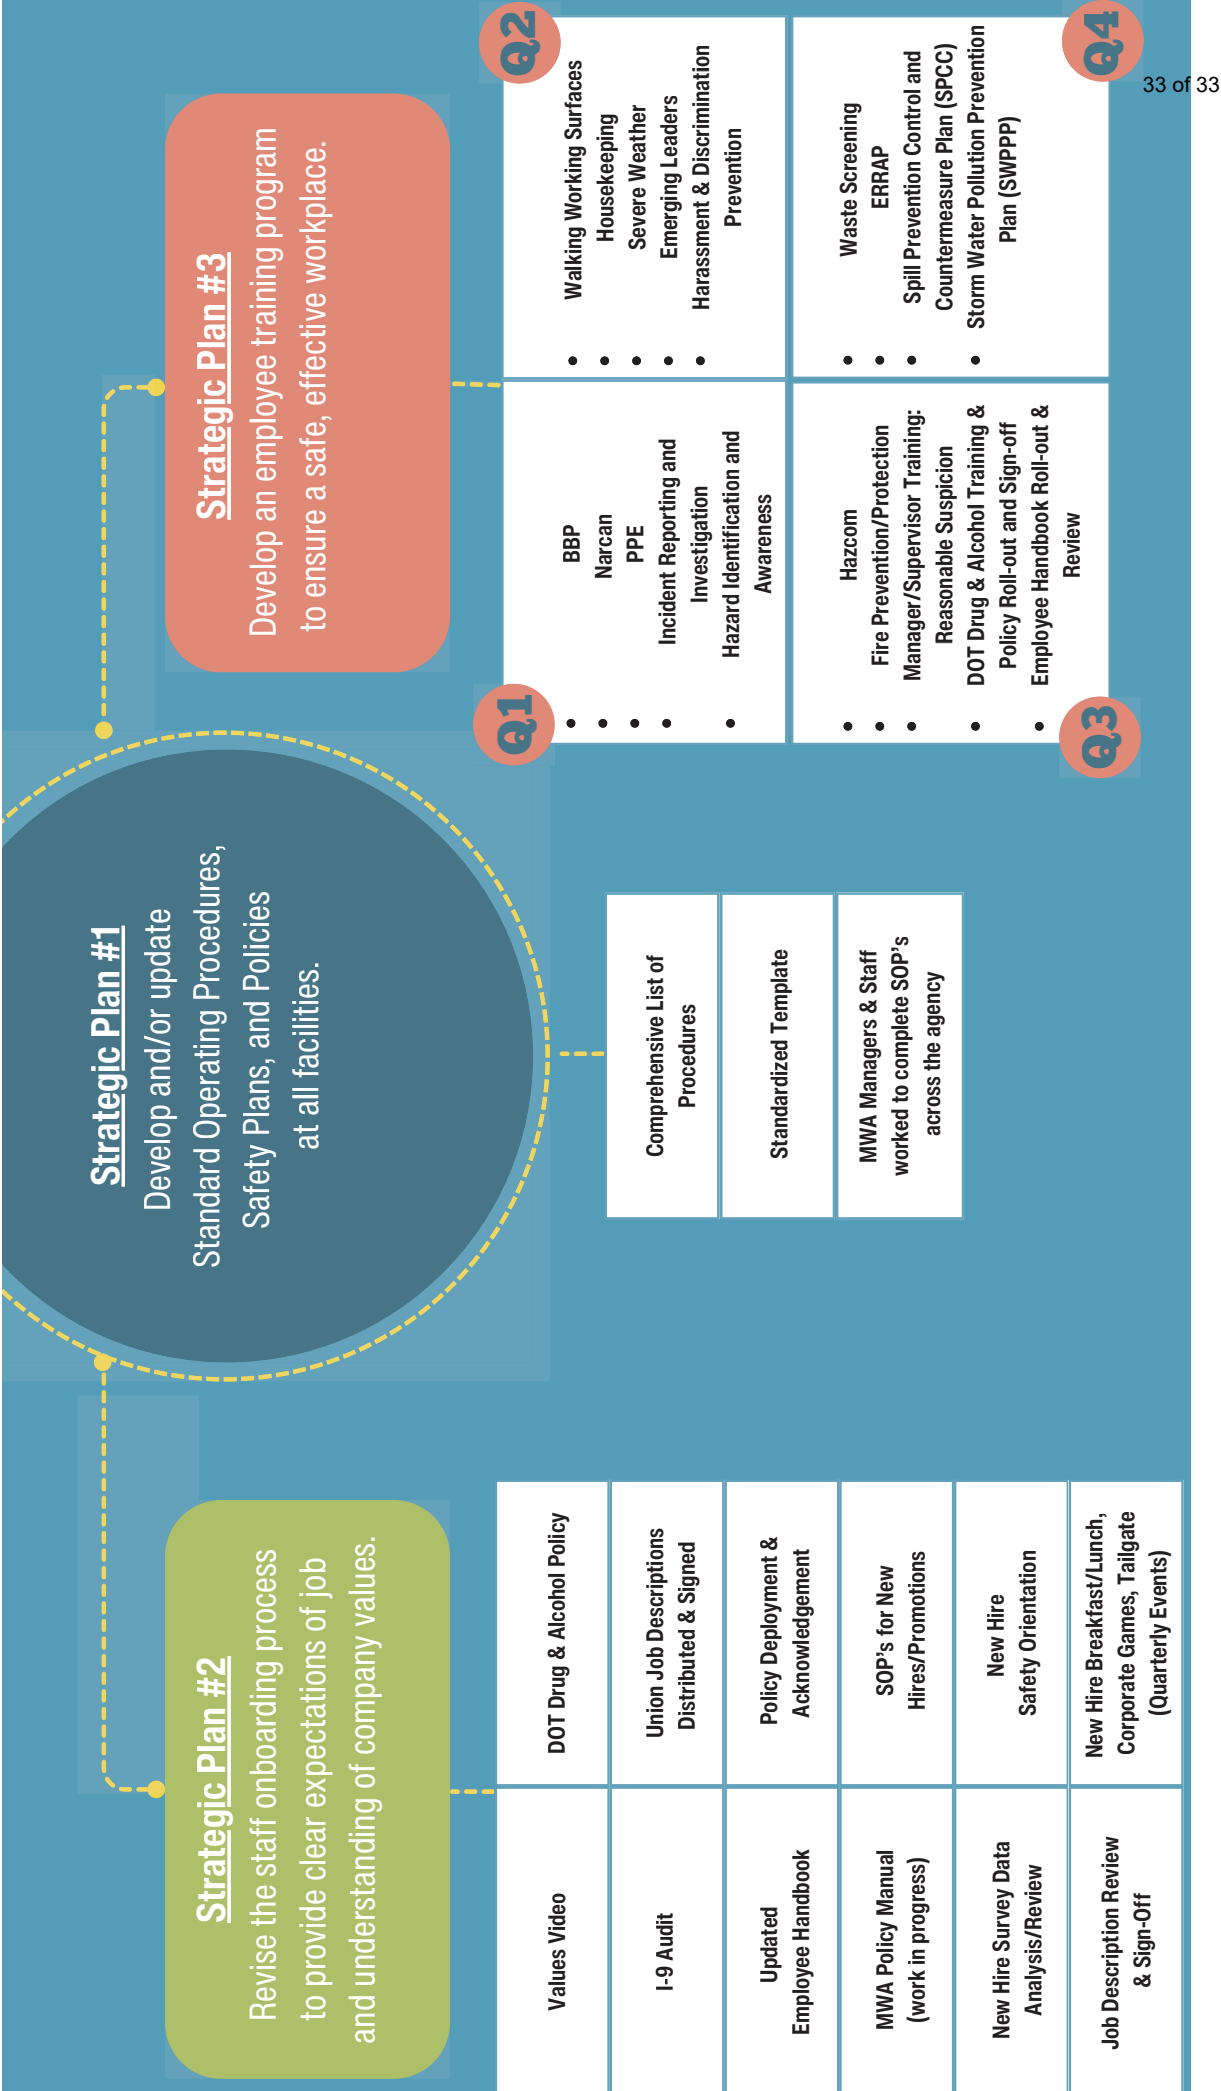 Strategic Plan #1
Develop and/or update
Standard Operating Procedures,
Safety Plans, and Policies
at all facilities.
Comprehensive List of
Procedures
Standardized Template
MWA Managers & Staff
worked to complete SOP's
across the agency
Strategic Plan #2
Revise the staff onboarding process
to provide clear expectations of job
and understanding of company values.
Values Video
DOT Drug & Alcohol Policy
I-9 Audit
Union Job Descriptions
Distributed & Signed
Updated
Employee Handbook
Policy Deployment &
Acknowledgement
MWA Policy Manual
(work in progress)
SOP's for New
Hires/Promotions
New Hire Survey Data
Analysis/Review
New Hire
Safety Orientation
Job Description Review
& Sign-Off
New Hire Breakfast/Lunch,
Corporate Games, Tailgate
(Quarterly Events)
Strategic Plan #3
Develop an employee training program
to ensure a safe, effective workplace.
Q1
• BBP
• Narcan
• PPE
• Incident Reporting and
Investigation
• Hazard Identification and
Awareness
Q2
• Walking Working Surfaces
• Housekeeping
• Severe Weather
• Emerging Leaders
• Harassment & Discrimination
Prevention
Q3
• Hazcom
• Fire Prevention/Protection
• Manager/Supervisor Training:
Reasonable Suspicion
• DOT Drug & Alcohol Training &
Policy Roll-out and Sign-off
• Employee Handbook Roll-out &
Review
Q4
• Waste Screening
• ERRAP
• Spill Prevention Control and
Countermeasure Plan (SPCC)
• Storm Water Pollution Prevention
Plan (SWPPP)
33 of 33